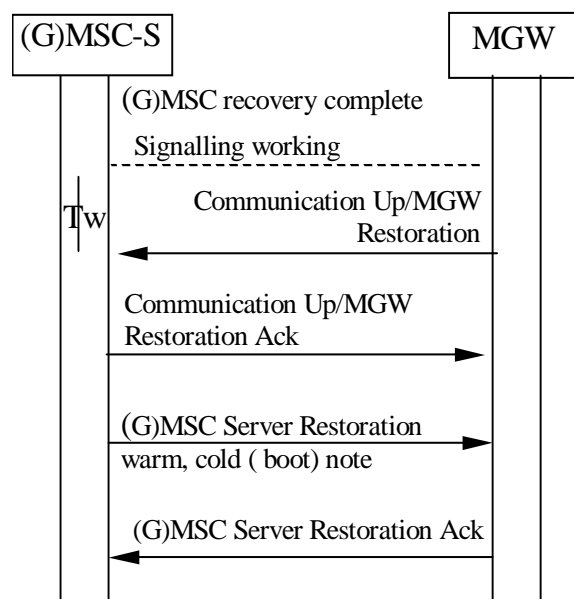 (G)MSC-S
MGW
(G)MSC recovery complete
Signalling working
Tw
Communication Up/MGW
Restoration
Communication Up/MGW
Restoration Ack
(G)MSC Server Restoration
warm, cold ( boot) note
(G)MSC Server Restoration Ack